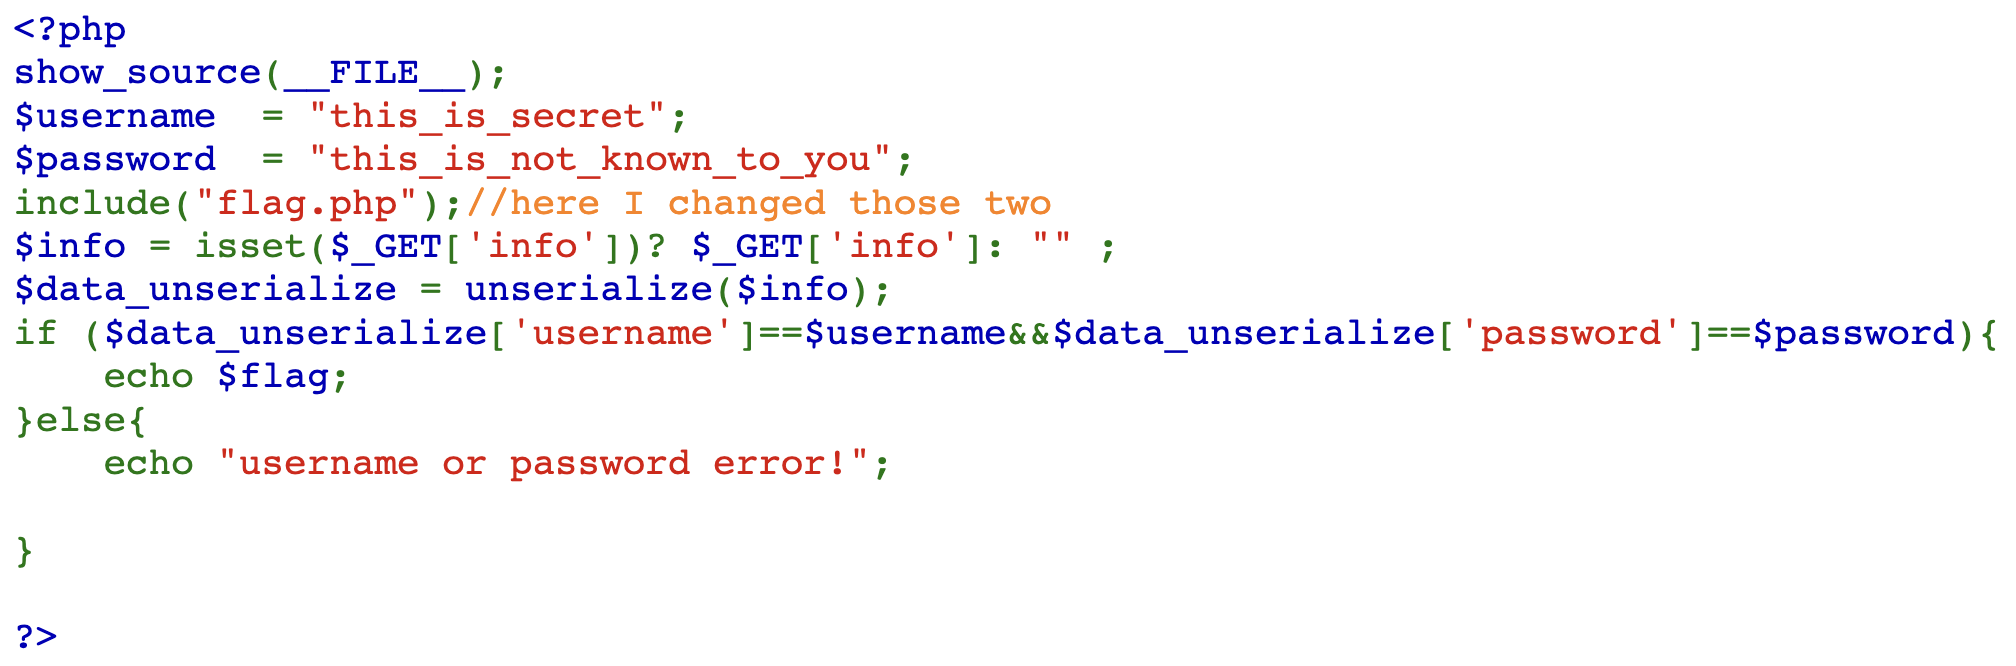 <?php
show_source(__FILE__);
$username  = "this_is_secret";
$password  = "this_is_not_known_to_you";
include("flag.php");//here I changed those two
$info = isset($_GET['info'])? $_GET['info']: "" ;
$data_unserialize = unserialize($info);
if ($data_unserialize['username']==$username&&$data_unserialize['password']==$password){
    echo $flag;
}else{
    echo "username or password error!";
}
?>